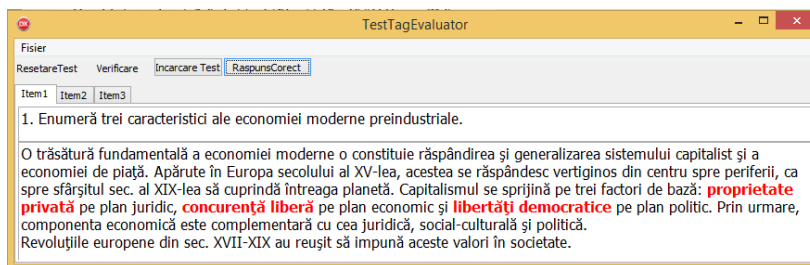 TestTagEvaluator
Fisier
ResetareTest Verificare Incarcare Test RaspunsCorect
Item1 Item2 Item3
1. Enumeră trei caracteristici ale economiei moderne preindustriale.
O trăsătură fundamentală a economiei moderne o constituie răspândirea şi generalizarea sistemului capitalist şi a
economiei de piaţă. Apărute în Europa secolului al XV-lea, acestea se răspândesc vertiginos din centru spre periferii, ca
spre sfârşitul sec. al XIX-lea să cuprindă întreaga planetă. Capitalismul se sprijină pe trei factori de bază: proprietate
privată pe plan juridic, concurenţă liberă pe plan economic şi libertăţi democratice pe plan politic. Prin urmare,
componenta economică este complementară cu cea juridică, social-culturală şi politică.
Revoluţiile europene din sec. XVII-XIX au reuşit să impună aceste valori în societate.